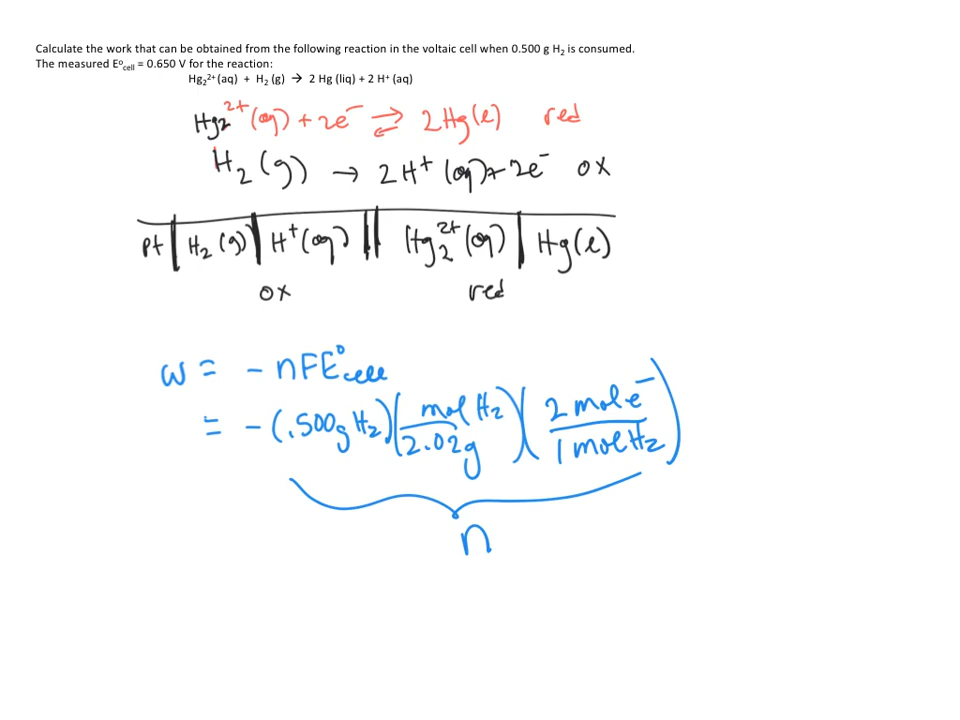 Calculate the work that can be obtained from the following reaction in the voltaic cell when 0.500 g H₂ is consumed.
The measured E°cell = 0.650 V for the reaction:
Hg₂²⁺(aq) + H₂ (g) → 2 Hg (liq) + 2 H⁺ (aq)
Hg₂²⁺(aq) + 2e⁻ ⇌ 2Hg(l) red
H₂(g) → 2H⁺(aq) + 2e⁻ ox
Pt | H₂(g) | H⁺(aq) || Hg₂²⁺(aq) | Hg(l)
ox red
w = -nFE°cell
= -(.500g H₂)(mol H₂/2.02g)(2 mol e⁻/1 mol H₂)
n